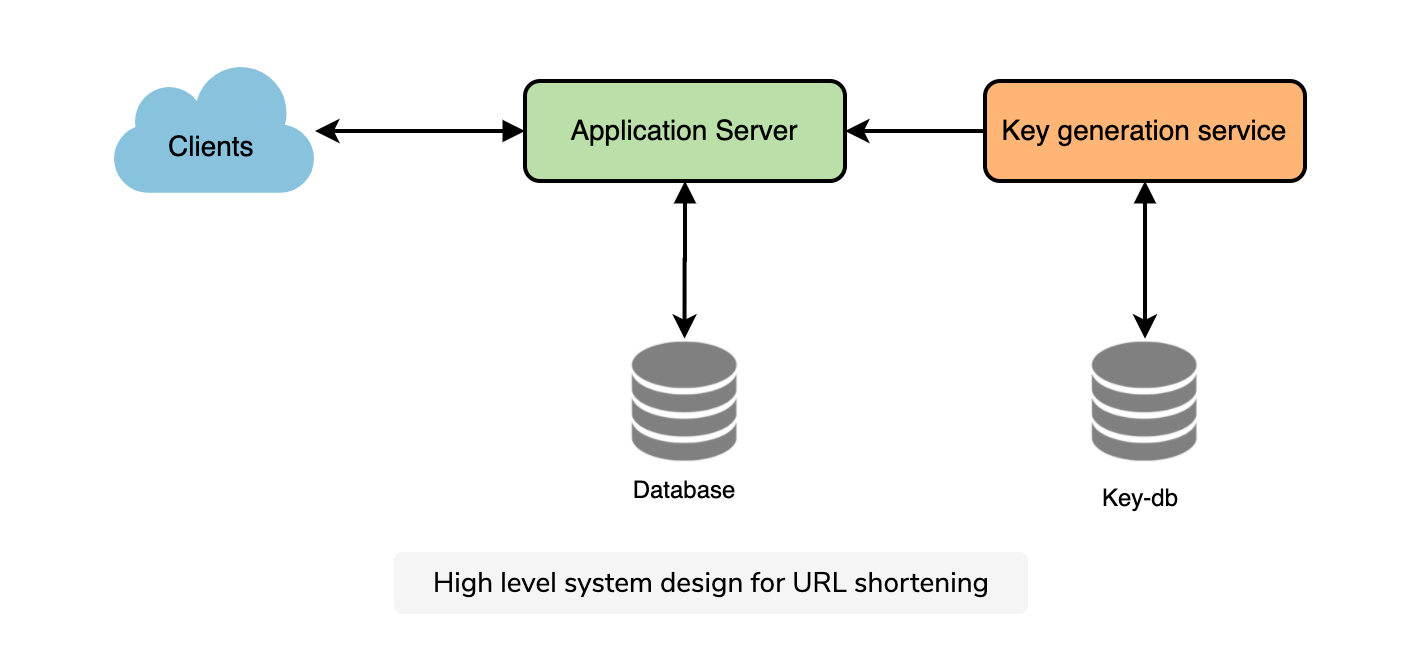 Clients
Application Server
Key generation service
Database
Key-db
High level system design for URL shortening